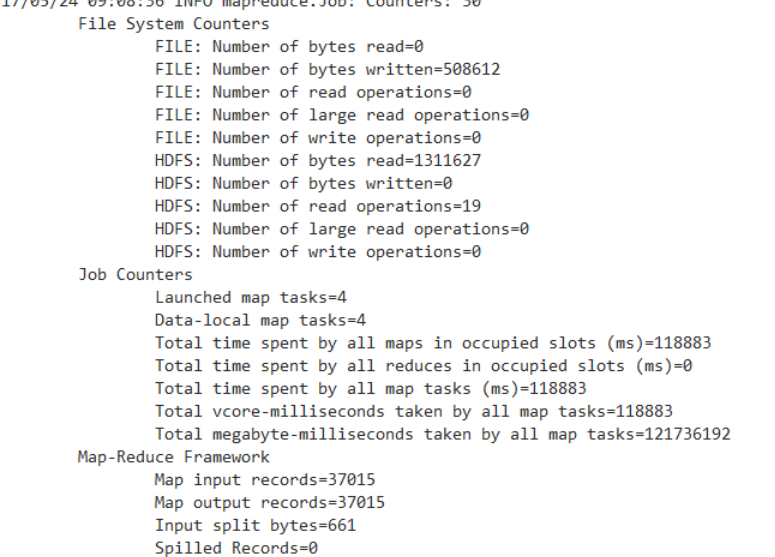 17/05/24 09:08:36 INFO mapreduce.Job: Counters: 30
File System Counters
FILE: Number of bytes read=0
FILE: Number of bytes written=508612
FILE: Number of read operations=0
FILE: Number of large read operations=0
FILE: Number of write operations=0
HDFS: Number of bytes read=1311627
HDFS: Number of bytes written=0
HDFS: Number of read operations=19
HDFS: Number of large read operations=0
HDFS: Number of write operations=0
Job Counters
Launched map tasks=4
Data-local map tasks=4
Total time spent by all maps in occupied slots (ms)=118883
Total time spent by all reduces in occupied slots (ms)=0
Total time spent by all map tasks (ms)=118883
Total vcore-milliseconds taken by all map tasks=118883
Total megabyte-milliseconds taken by all map tasks=121736192
Map-Reduce Framework
Map input records=37015
Map output records=37015
Input split bytes=661
Spilled Records=0